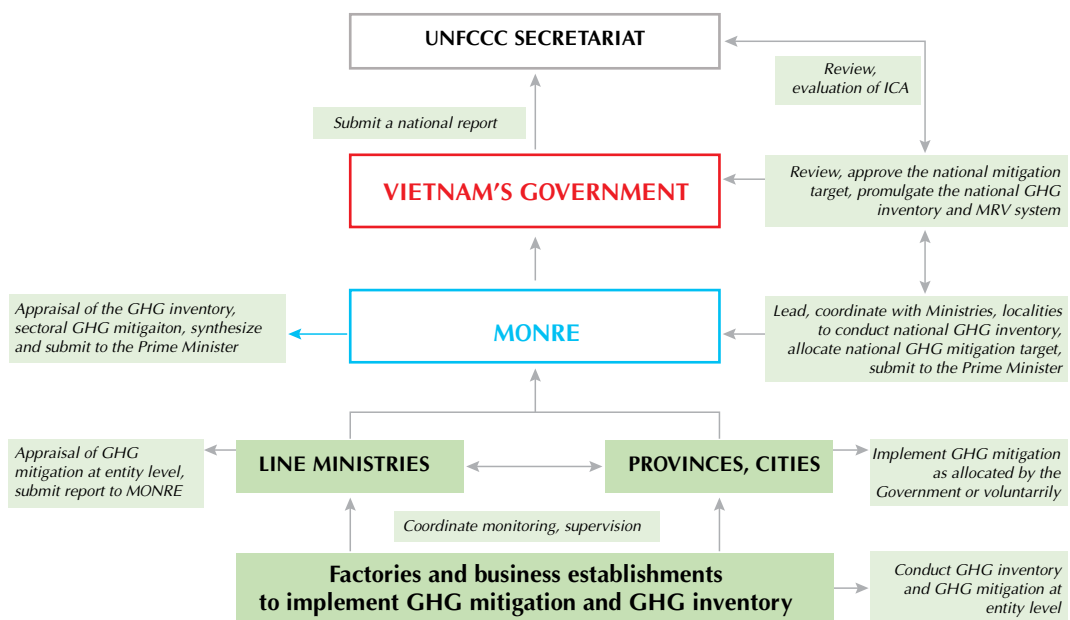 UNFCCC SECRETARIAT
Review,
evaluation of ICA
Submit a national report
VIETNAM'S GOVERNMENT
Review, approve the national mitigation
target, promulgate the national GHG
inventory and MRV system
Appraisal of the GHG inventory,
sectoral GHG mitigaiton, synthesize
and submit to the Prime Minister
MONRE
Lead, coordinate with Ministries, localities
to conduct national GHG inventory,
allocate national GHG mitigation target,
submit to the Prime Minister
Appraisal of GHG
mitigation at entity level,
submit report to MONRE
LINE MINISTRIES
PROVINCES, CITIES
Implement GHG mitigation
as allocated by the
Government or voluntarrily
Coordinate monitoring, supervision
Factories and business establishments
to implement GHG mitigation and GHG inventory
Conduct GHG inventory
and GHG mitigation at
entity level